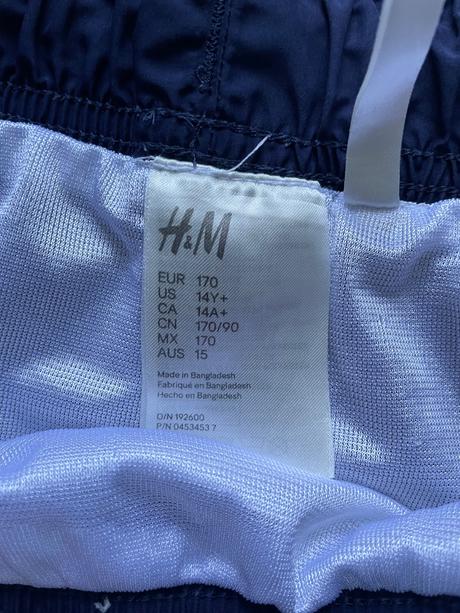 H&M
EUR 170
US 14Y+
CA 14A+
CN 170/90
MX 170
AUS 15
Made in Bangladesh
Fabriqué en Bangladesh
Hecho en Bangladesh
O/N 192600
P/N 0453453 7